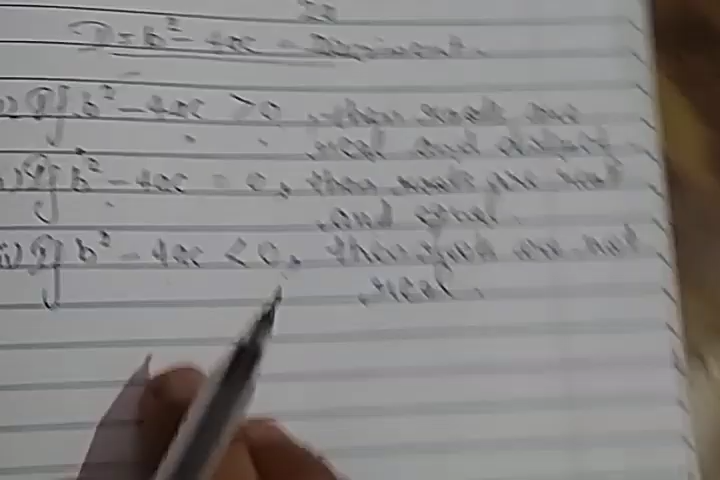 2a
D = b² - 4ac =
i) If b² - 4ac > 0, then roots are
real and distinct
ii) If b² - 4ac = 0, then roots are real
and equal.
iii) If b² - 4ac < 0, then roots are not
real.